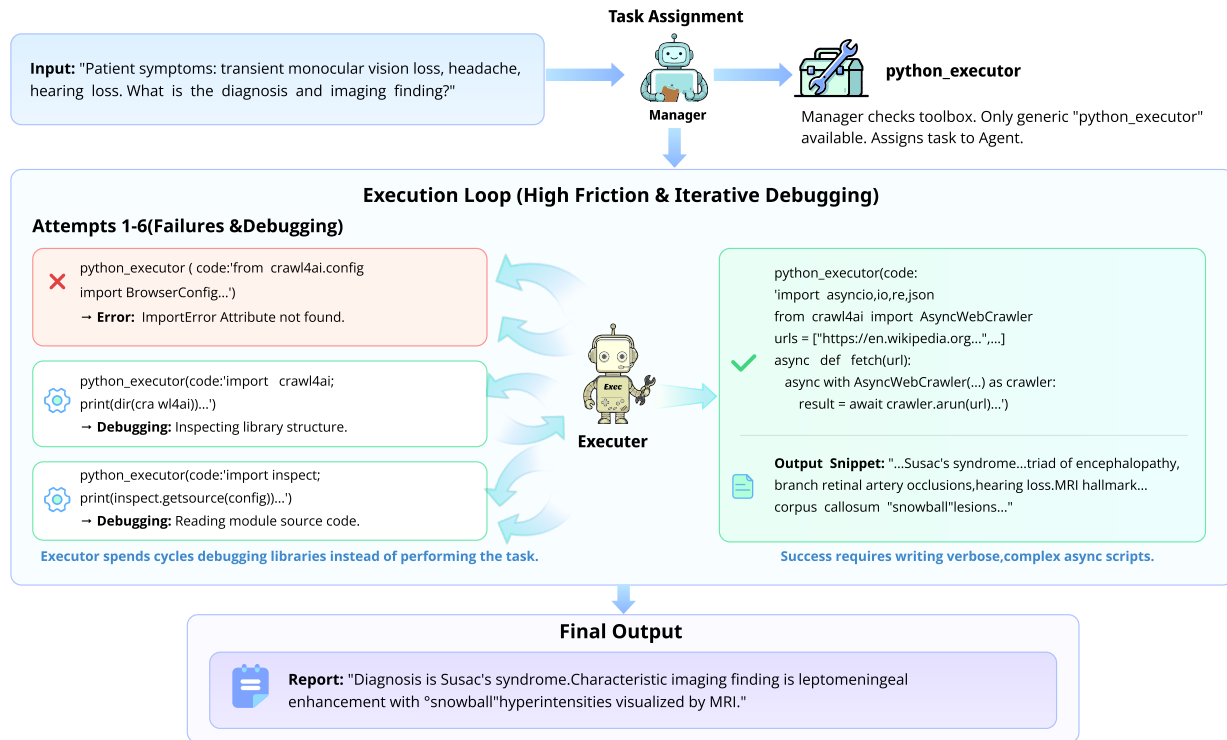 Task Assignment
Input: "Patient symptoms: transient monocular vision loss, headache,
hearing loss. What is the diagnosis and imaging finding?"
Manager
python_executor
Manager checks toolbox. Only generic "python_executor"
available. Assigns task to Agent.
Execution Loop (High Friction & Iterative Debugging)
Attempts 1-6(Failures &Debugging)
python_executor ( code:'from crawl4ai.config
import BrowserConfig...')
→ Error: ImportError Attribute not found.
python_executor(code:'import crawl4ai;
print(dir(cra wl4ai))...')
→ Debugging: Inspecting library structure.
python_executor(code:'import inspect;
print(inspect.getsource(config))...')
→ Debugging: Reading module source code.
Executor spends cycles debugging libraries instead of performing the task.
Exec
Executer
python_executor(code:
'import asyncio,io,re,json
from crawl4ai import AsyncWebCrawler
urls = ["https://en.wikipedia.org...",...]
async def fetch(url):
async with AsyncWebCrawler(...) as crawler:
result = await crawler.arun(url)...')
Output Snippet: "...Susac's syndrome...triad of encephalopathy,
branch retinal artery occlusions,hearing loss.MRI hallmark...
corpus callosum "snowball"lesions..."
Success requires writing verbose,complex async scripts.
Final Output
Report: "Diagnosis is Susac's syndrome.Characteristic imaging finding is leptomeningeal
enhancement with °snowball"hyperintensities visualized by MRI."